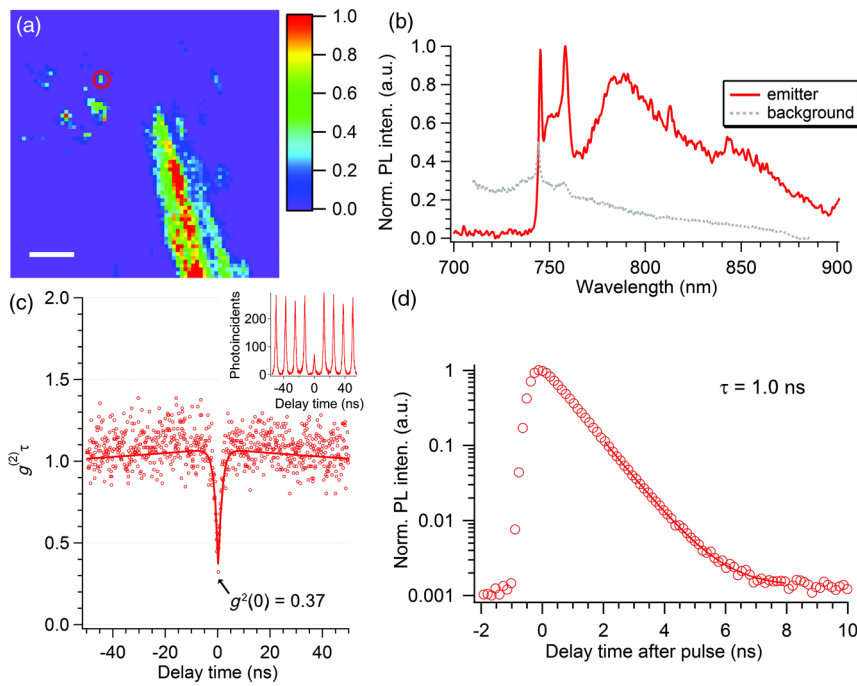 (a)
1.0
0.8
0.6
0.4
0.2
0.0
(b)
Norm. PL inten. (a.u.)
1.0
0.8
0.6
0.4
0.2
0.0
emitter
background
700 750 800 850 900
Wavelength (nm)
(c)
g(2)τ
2.0
1.5
1.0
0.5
0.0
Photoincidents
200
100
0
-40 0 40
Delay time (ns)
g²(0) = 0.37
-40 -20 0 20 40
Delay time (ns)
(d)
Norm. PL inten. (a.u.)
1
0.1
0.01
0.001
τ = 1.0 ns
-2 0 2 4 6 8 10
Delay time after pulse (ns)